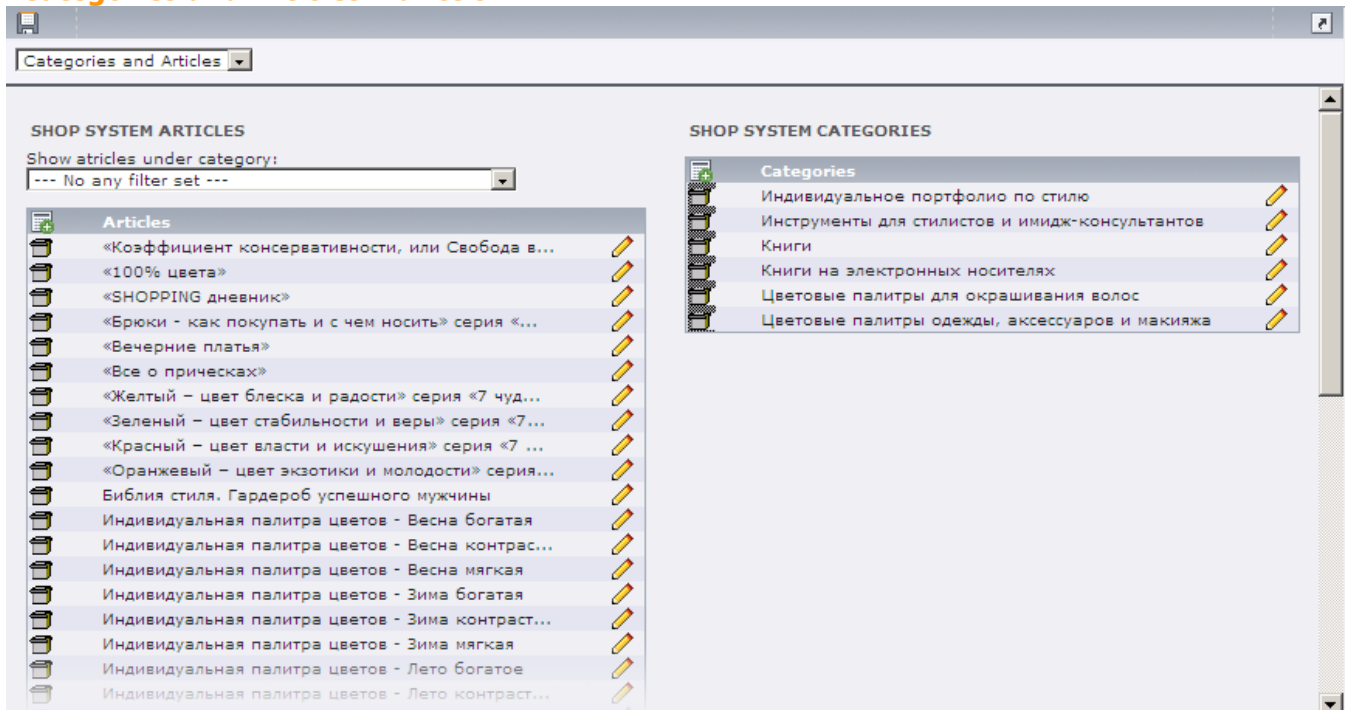 Categories and Articles
SHOP SYSTEM ARTICLES
Show atricles under category:
--- No any filter set ---
Articles
«Коэффициент консервативности, или Свобода в...
«100% цвета»
«SHOPPING дневник»
«Брюки - как покупать и с чем носить» серия «...
«Вечерние платья»
«Все о прическах»
«Желтый – цвет блеска и радости» серия «7 чуд...
«Зеленый – цвет стабильности и веры» серия «7...
«Красный – цвет власти и искушения» серия «7 ...
«Оранжевый – цвет экзотики и молодости» серия...
Библия стиля. Гардероб успешного мужчины
Индивидуальная палитра цветов - Весна богатая
Индивидуальная палитра цветов - Весна контрас...
Индивидуальная палитра цветов - Весна мягкая
Индивидуальная палитра цветов - Зима богатая
Индивидуальная палитра цветов - Зима контраст...
Индивидуальная палитра цветов - Зима мягкая
Индивидуальная палитра цветов - Лето богатое
Индивидуальная палитра цветов - Лето контраст...
SHOP SYSTEM CATEGORIES
Categories
Индивидуальное портфолио по стилю
Инструменты для стилистов и имидж-консультантов
Книги
Книги на электронных носителях
Цветовые палитры для окрашивания волос
Цветовые палитры одежды, аксессуаров и макияжа